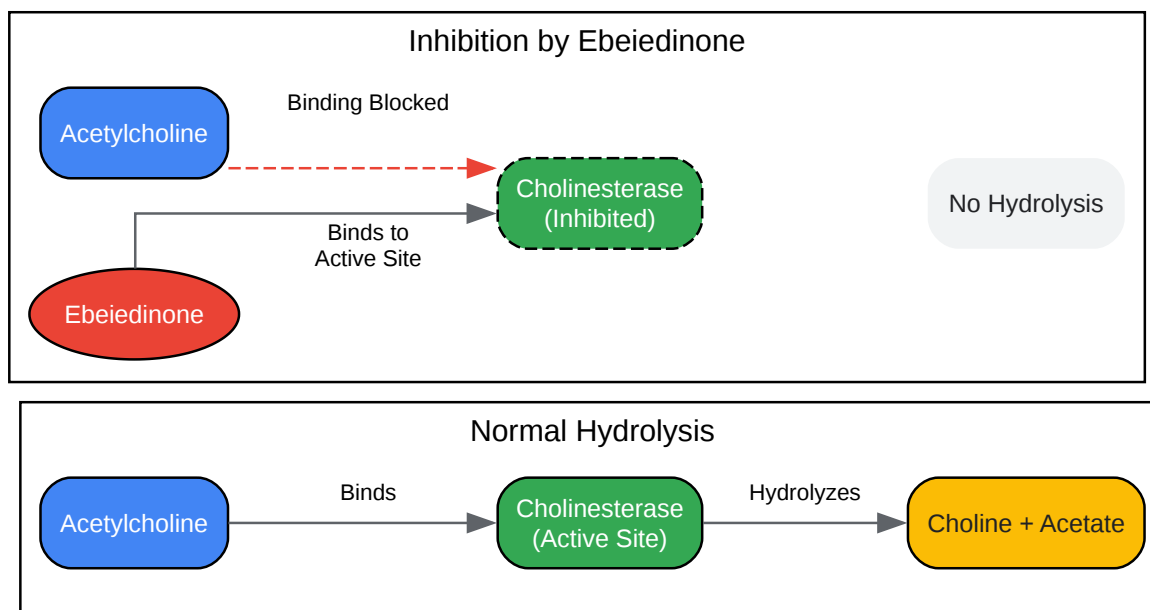 Inhibition by Ebeiedinone
Acetylcholine
Binding Blocked
Cholinesterase
(Inhibited)
No Hydrolysis
Binds to
Active Site
Ebeiedinone
Normal Hydrolysis
Acetylcholine
Binds
Cholinesterase
(Active Site)
Hydrolyzes
Choline + Acetate